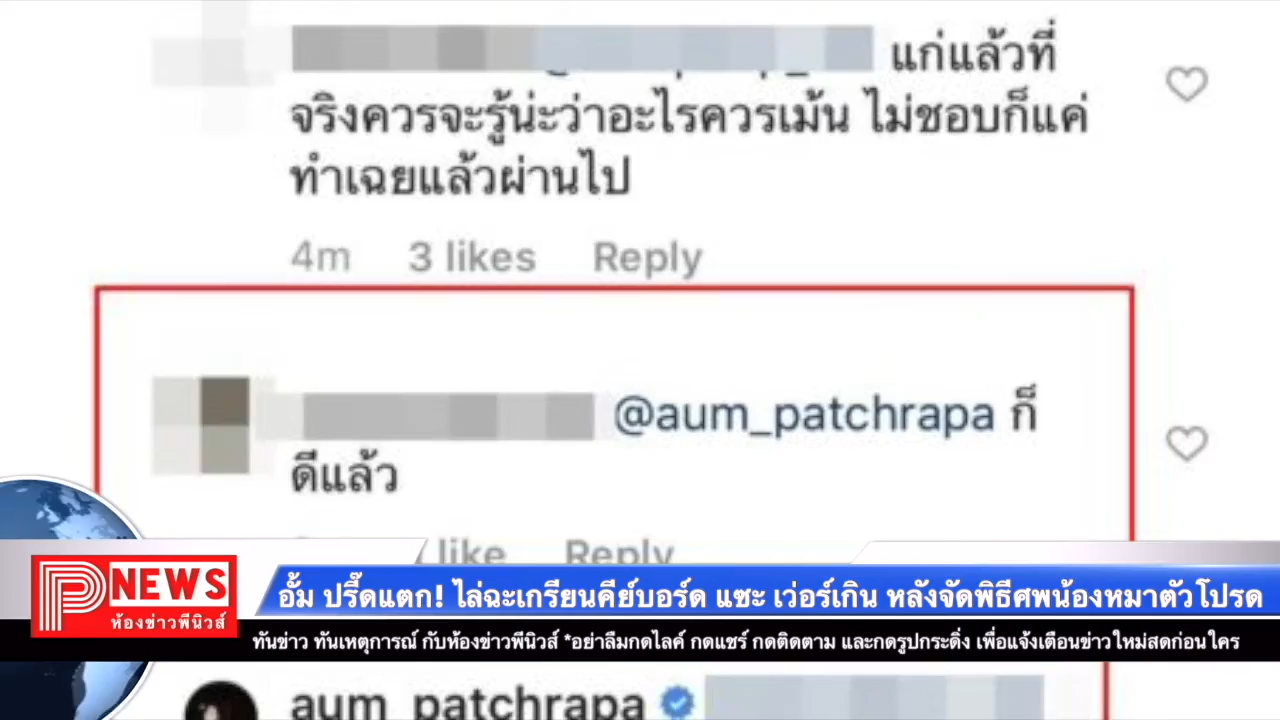 แก่แล้วที่
จริงควรจะรู้น่ะว่าอะไรควรเม้น ไม่ชอบก็แค่
ทำเฉยแล้วผ่านไป
4m 3 likes Reply
@aum_patchrapa ก็
ดีแล้ว
like Reply
NEWS
ห้องข่าวพีนิวส์
อั้ม ปรี๊ดแตก! ไล่ฉะเกรียนคีย์บอร์ด แซะ เว่อร์เกิน หลังจัดพิธีศพน้องหมาตัวโปรด
ทันข่าว ทันเหตุการณ์ กับห้องข่าวพีนิวส์ *อย่าลืมกดไลค์ กดแชร์ กดติดตาม และกดรูปกระดิ่ง เพื่อแจ้งเตือนข่าวใหม่สดก่อนใคร
aum_patchrapa